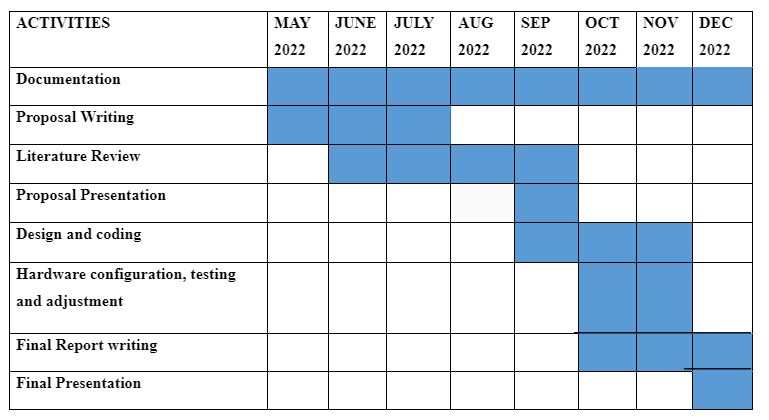 ACTIVITIES MAY 2022 JUNE 2022 JULY 2022 AUG 2022 SEP 2022 OCT 2022 NOV 2022 DEC 2022
Documentation
Proposal Writing
Literature Review
Proposal Presentation
Design and coding
Hardware configuration, testing
and adjustment
Final Report writing
Final Presentation